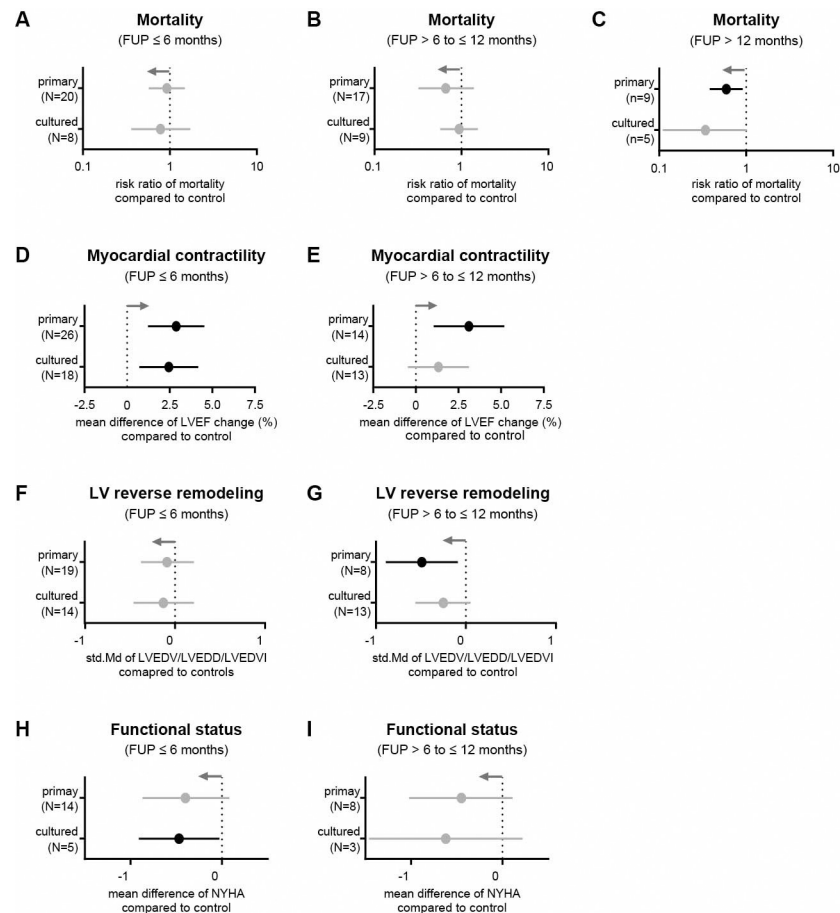 A
Mortality
(FUP ≤ 6 months)
primary
(N=20)
cultured
(N=8)
0.1
1
10
risk ratio of mortality
compared to control
B
Mortality
(FUP > 6 to ≤ 12 months)
primary
(N=17)
cultured
(N=9)
0.1
1
10
risk ratio of mortality
compared to control
C
Mortality
(FUP > 12 months)
primary
(n=9)
cultured
(n=5)
0.1
1
10
risk ratio of mortality
compared to control
D
Myocardial contractility
(FUP ≤ 6 months)
primary
(N=26)
cultured
(N=18)
-2.5
0
2.5
5.0
7.5
mean difference of LVEF change (%)
compared to control
E
Myocardial contractility
(FUP > 6 to ≤ 12 months)
primary
(N=14)
cultured
(N=13)
-2.5
0
2.5
5.0
7.5
mean difference of LVEF change (%)
compared to control
F
LV reverse remodeling
(FUP ≤ 6 months)
primary
(N=19)
cultured
(N=14)
-1
0
1
std.Md of LVEDV/LVEDD/LVEDVI
comapred to controls
G
LV reverse remodeling
(FUP > 6 to ≤ 12 months)
primary
(N=8)
cultured
(N=13)
-1
0
1
std.Md of LVEDV/LVEDD/LVEDVI
compared to control
H
Functional status
(FUP ≤ 6 months)
primay
(N=14)
cultured
(N=5)
-1
0
mean difference of NYHA
compared to control
I
Functional status
(FUP > 6 to ≤ 12 months)
primary
(N=8)
cultured
(N=3)
-1
0
mean difference of NYHA
compared to control